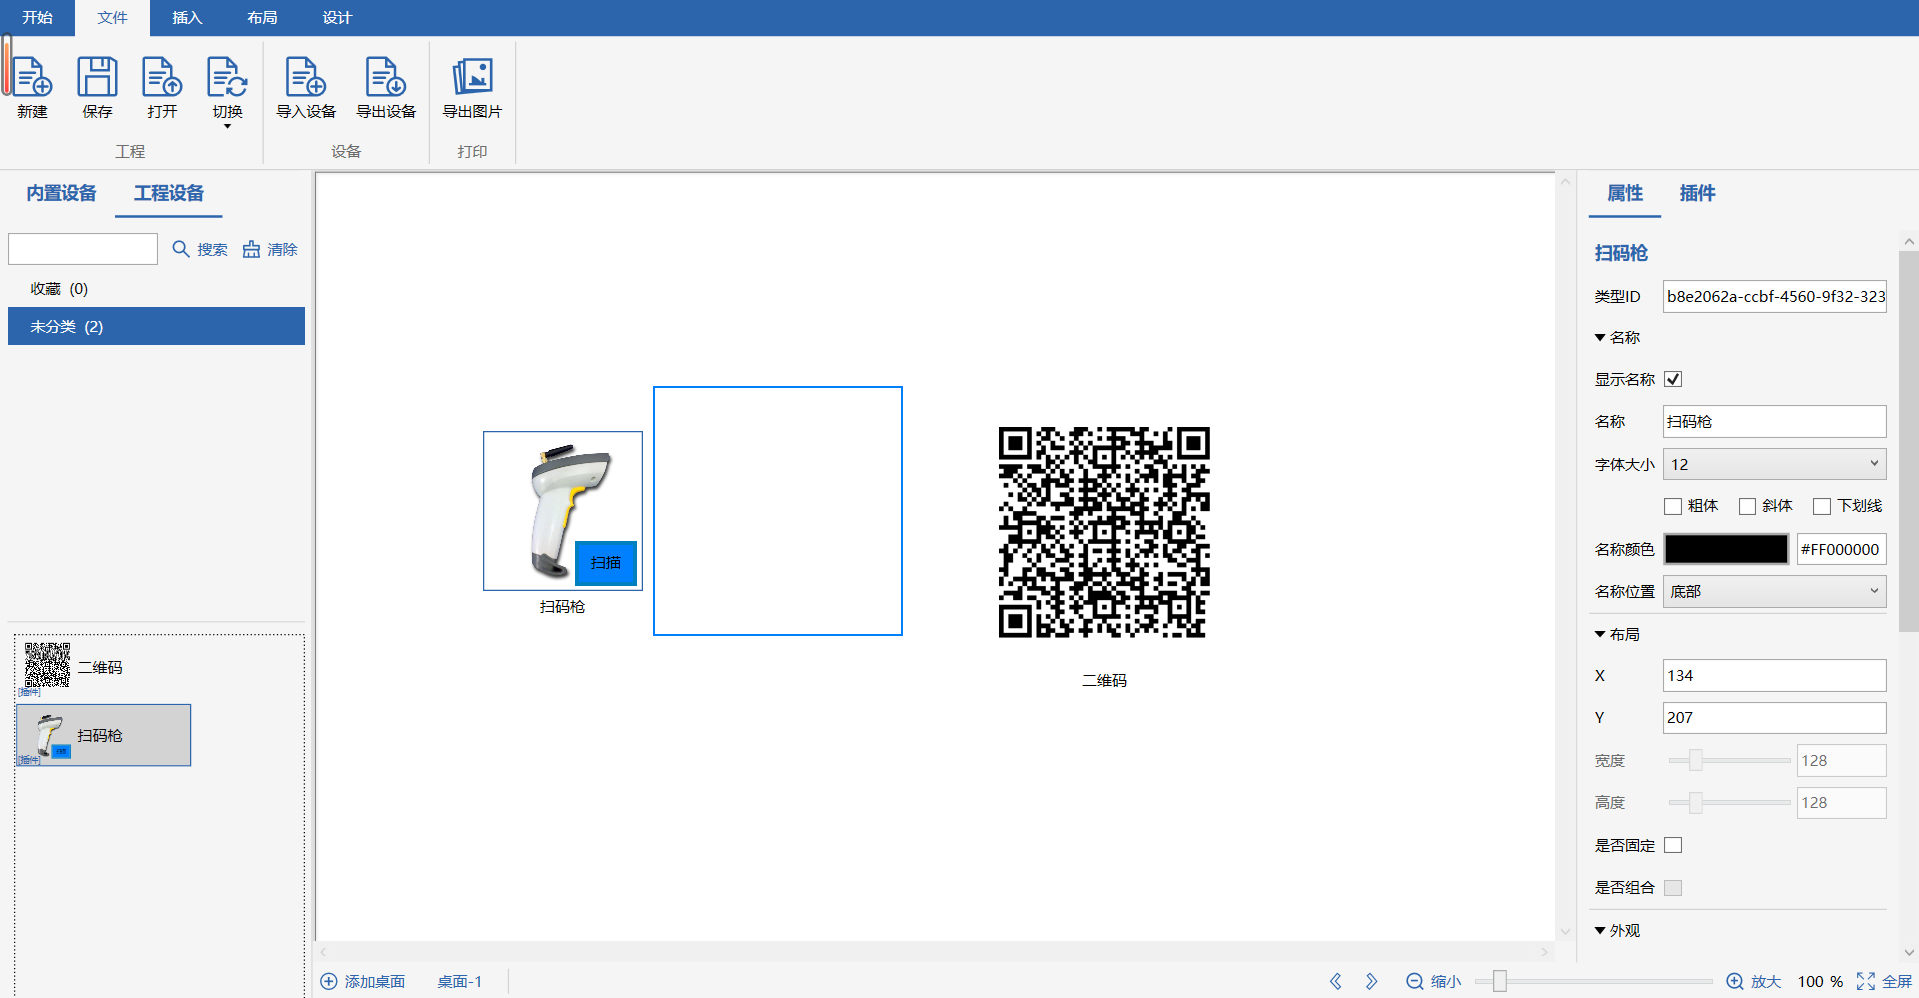 开始 文件 插入 布局 设计
新建 保存 打开 切换 导入设备 导出设备 导出图片
工程 设备 打印
内置设备 工程设备
搜索 清除
收藏 (0)
未分类 (2)
二维码
[插件]
扫码枪
[插件]
扫描
扫码枪
二维码
属性 插件
扫码枪
类型ID b8e2062a-ccbf-4560-9f32-323
名称
显示名称
名称 扫码枪
字体大小 12
粗体 斜体 下划线
名称颜色 #FF000000
名称位置 底部
布局
X 134
Y 207
宽度 128
高度 128
是否固定
是否组合
外观
添加桌面 桌面-1 缩小 放大 100 % 全屏